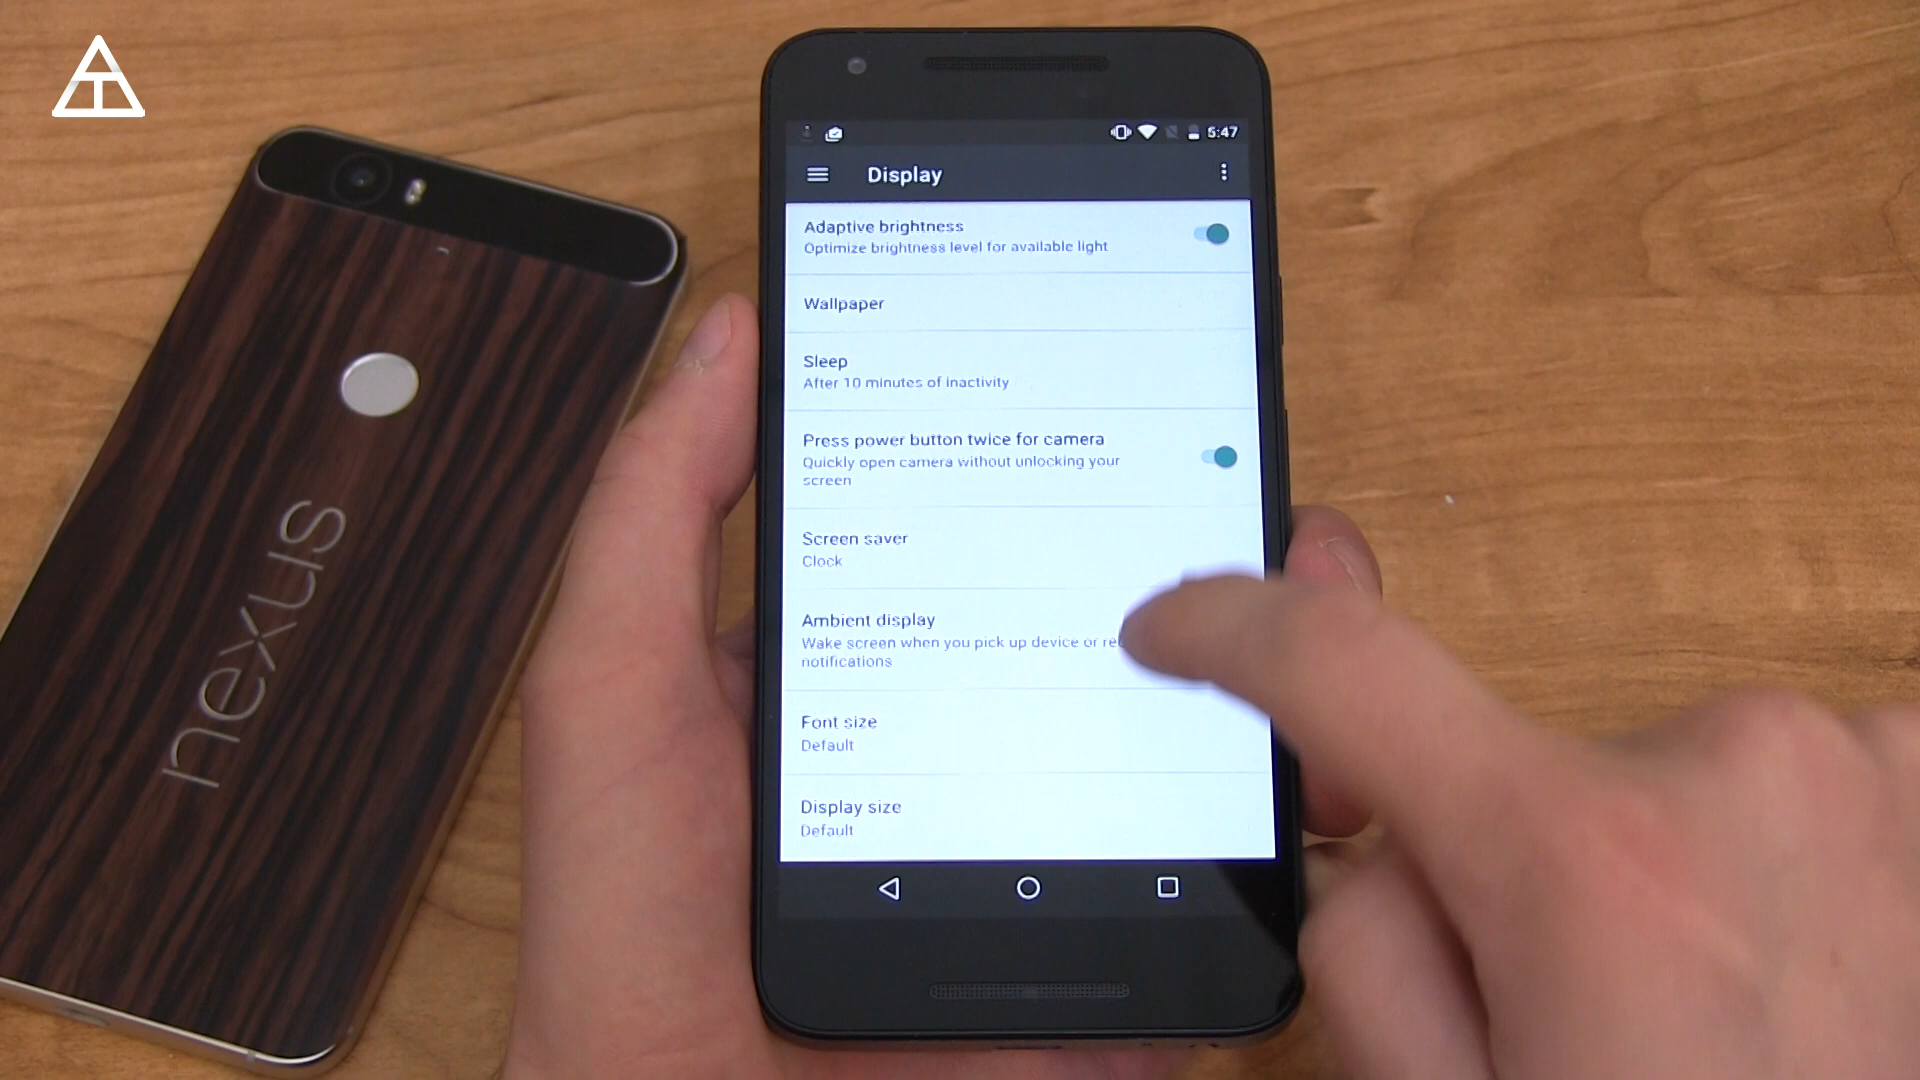 nexus
5:47
Display
Adaptive brightness
Optimize brightness level for available light
Wallpaper
Sleep
After 10 minutes of inactivity
Press power button twice for camera
Quickly open camera without unlocking your
screen
Screen saver
Clock
Ambient display
Wake screen when you pick up device or
notifications
Font size
Default
Display size
Default